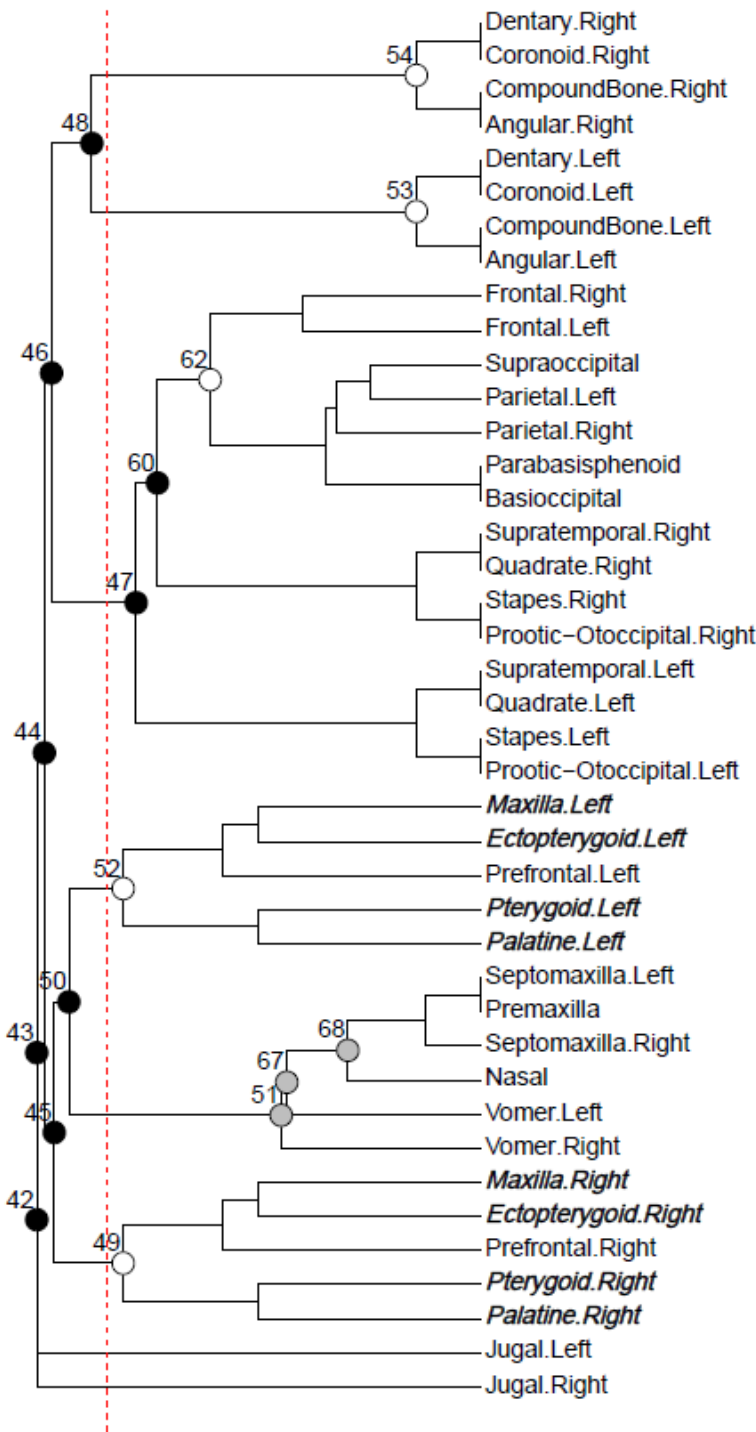 Dentary.Right
54
Coronoid.Right
CompoundBone.Right
48
Angular.Right
Dentary.Left
53
Coronoid.Left
CompoundBone.Left
Angular.Left
Frontal.Right
Frontal.Left
46
62
Supraoccipital
Parietal.Left
Parietal.Right
60
Parabasisphenoid
Basioccipital
Supratemporal.Right
Quadrate.Right
47
Stapes.Right
Prootic−Otoccipital.Right
Supratemporal.Left
Quadrate.Left
44
Stapes.Left
Prootic−Otoccipital.Left
Maxilla.Left
Ectopterygoid.Left
52
Prefrontal.Left
Pterygoid.Left
Palatine.Left
50
Septomaxilla.Left
Premaxilla
43
68
Septomaxilla.Right
67
Nasal
51
45
Vomer.Left
Vomer.Right
Maxilla.Right
42
Ectopterygoid.Right
49
Prefrontal.Right
Pterygoid.Right
Palatine.Right
Jugal.Left
Jugal.Right